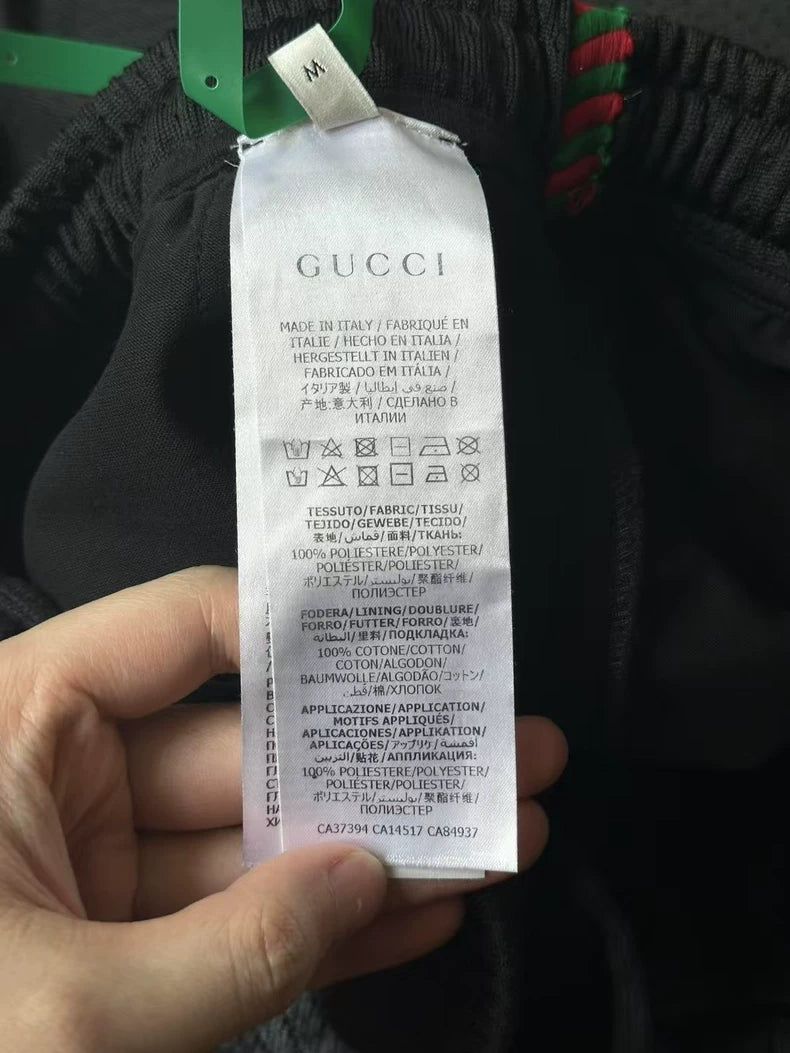 M
GUCCI
MADE IN ITALY / FABRIQUÉ EN
ITALIE / HECHO EN ITALIA /
HERGESTELLT IN ITALIEN /
FABRICADO EM ITÁLIA /
イタリア製 / صنع في إيطاليا /
产地:意大利 / СДЕЛАНО В
ИТАЛИИ
TESSUTO/FABRIC/TISSU/
TEJIDO/GEWEBE/TECIDO/
表地/قماش/面料/ТКАНЬ:
100% POLIESTERE/POLYESTER/
POLIÉSTER/POLIESTER/
ポリエステル/بوليستر/聚酯纤维/
ПОЛИЭСТЕР
FODERA/LINING/DOUBLURE/
FORRO/FUTTER/FORRO/裏地/
البطانة/里料/ПОДКЛАДКА:
100% COTONE/COTTON/
COTON/ALGODON/
BAUMWOLLE/ALGODÃO/コットン/
قطن/棉/ХЛОПОК
APPLICAZIONE/APPLICATION/
MOTIFS APPLIQUÉS/
APLICACIONES/APPLIKATION/
APLICAÇÕES/アップリケ/أقمشة
التزيين/贴花/АППЛИКАЦИЯ:
100% POLIESTERE/POLYESTER/
POLIÉSTER/POLIESTER/
ポリエステル/بوليستر/聚酯纤维/
ПОЛИЭСТЕР
CA37394 CA14517 CA84937